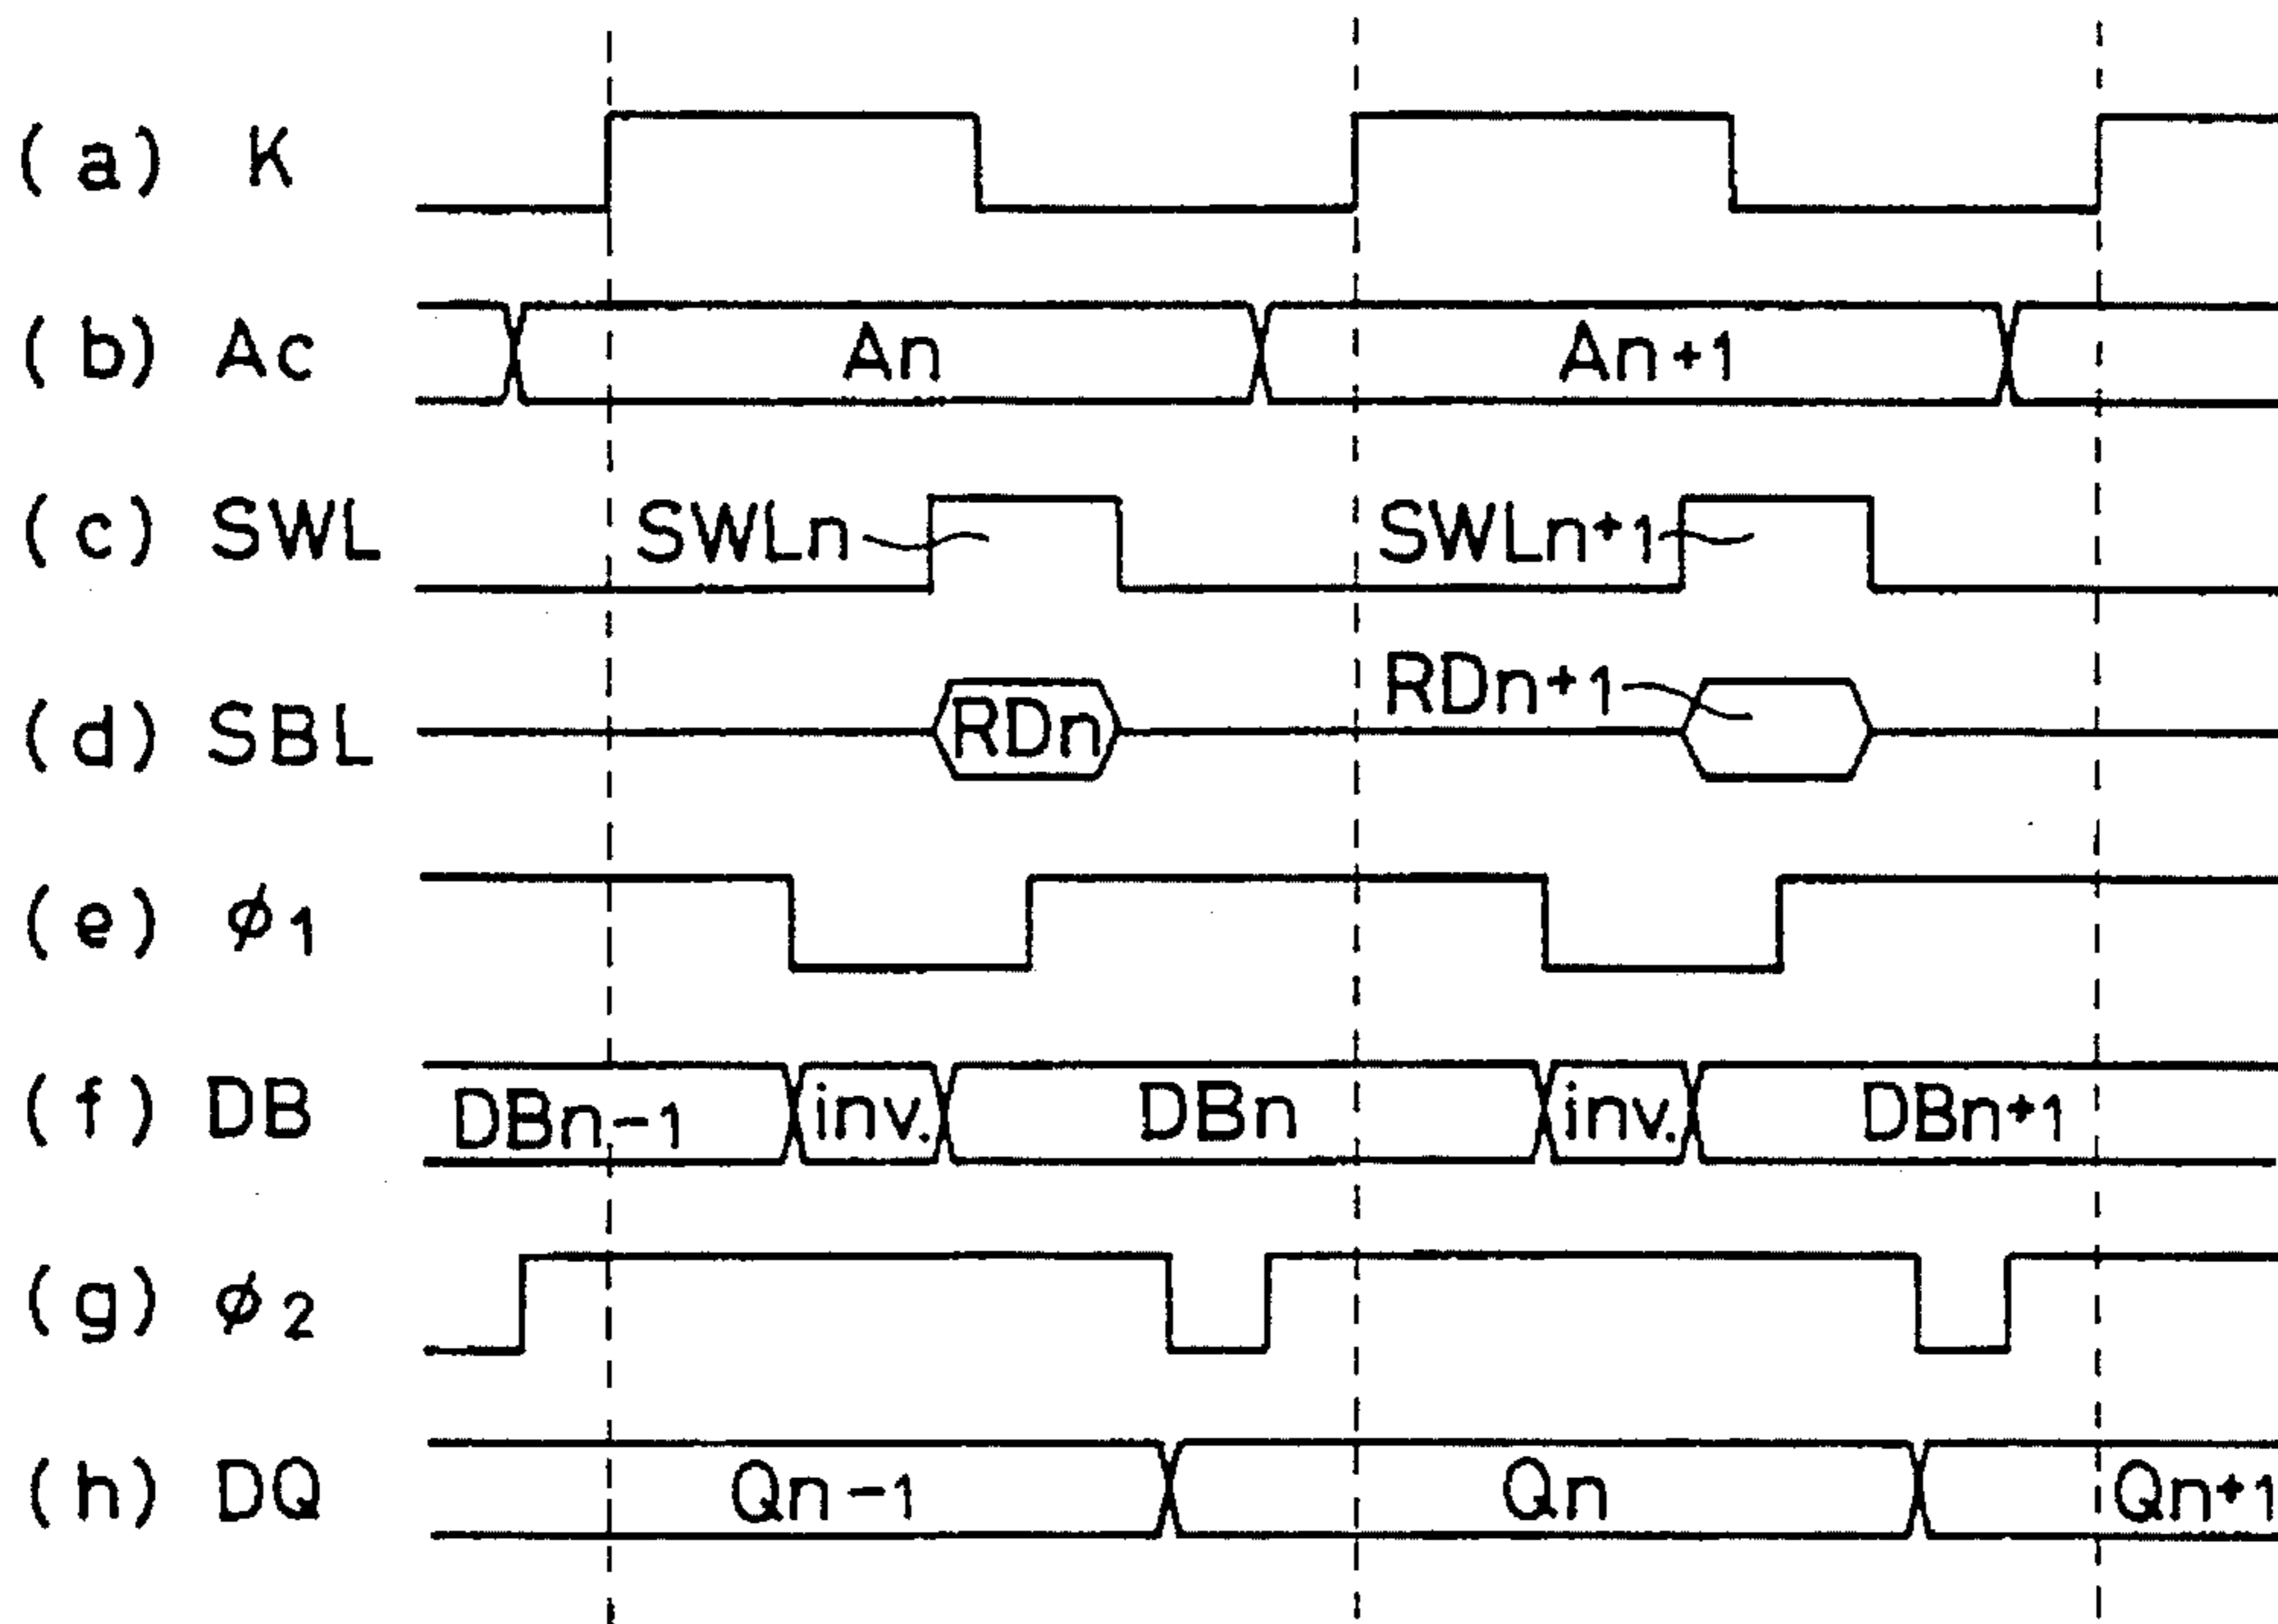 (a) K
(b) Ac An An+1
(c) SWL SWLn SWLn+1
(d) SBL RDn RDn+1
(e) ϕ1
(f) DB DBn-1 inv. DBn inv. DBn+1
(g) ϕ2
(h) DQ Qn-1 Qn Qn+1